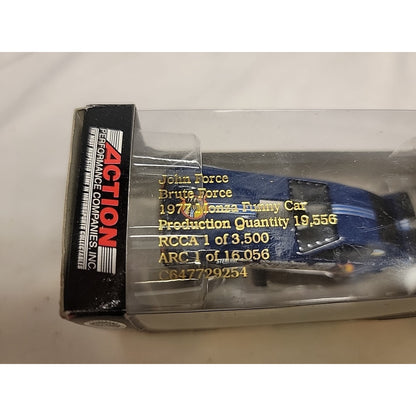 John Force
Brute Force
1977 Monza Funny Car
Production Quantity 19,556
RCCA 1 of 3,500
ARC 1 of 16,056
C647729254
ACTION
PERFORMANCE COMPANIES, INC.